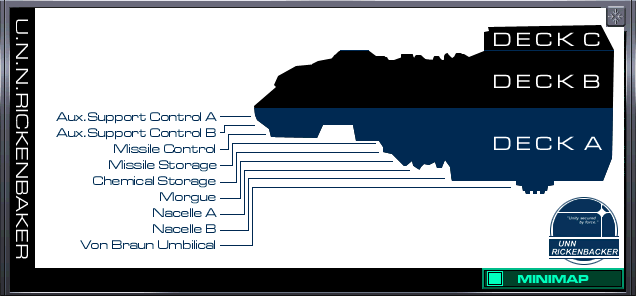 U.N.N.RICKENBAKER
DECK C
DECK B
DECK A
Aux.Support Control A
Aux.Support Control B
Missile Control
Missile Storage
Chemical Storage
Morgue
Nacelle A
Nacelle B
Von Braun Umbilical
"Unity secured
by force."
UNN
RICKENBACKER
MINIMAP